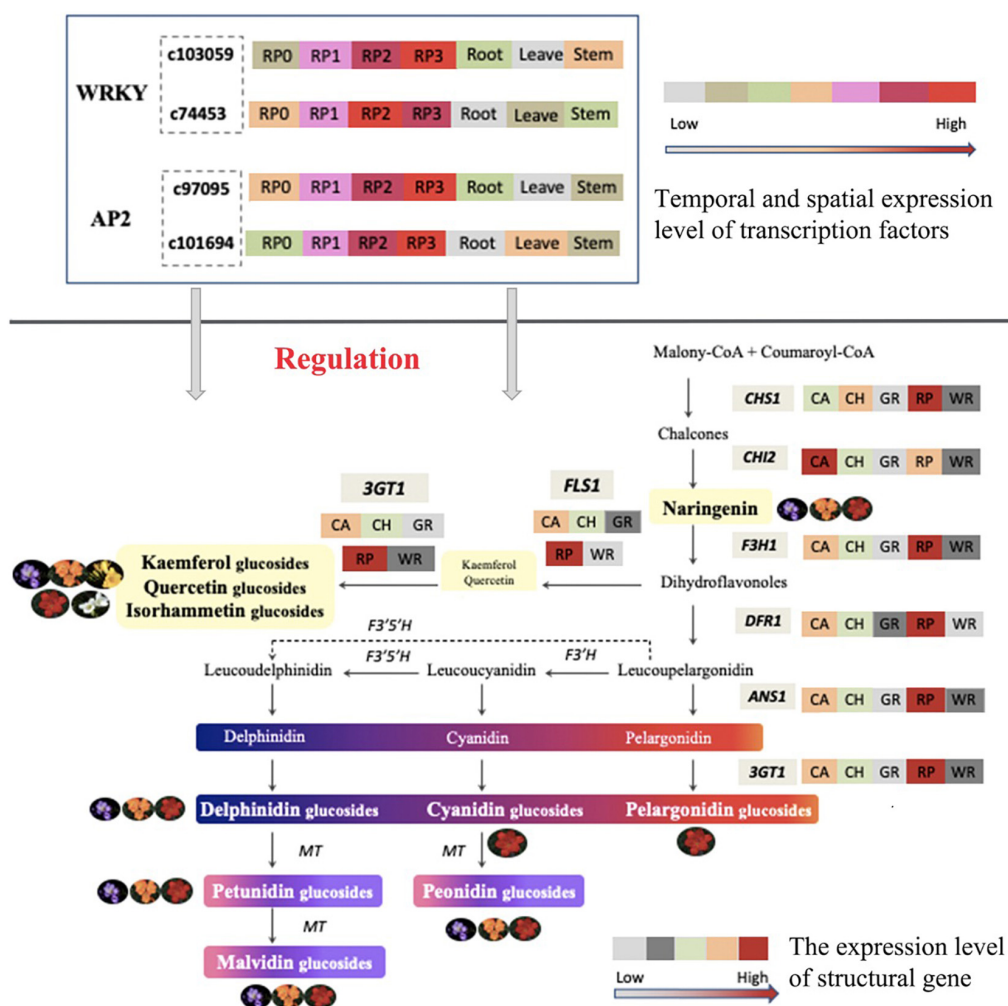 WRKY
c103059 RP0 RP1 RP2 RP3 Root Leave Stem
c74453 RP0 RP1 RP2 RP3 Root Leave Stem
AP2
c97095 RP0 RP1 RP2 RP3 Root Leave Stem
c101694 RP0 RP1 RP2 RP3 Root Leave Stem
Low High
Temporal and spatial expression
level of transcription factors
Regulation
Malony-CoA + Coumaroyl-CoA
CHS1 CA CH GR RP WR
Chalcones
CHI2 CA CH GR RP WR
Naringenin
F3H1 CA CH GR RP WR
Dihydroflavonoles
FLS1
CA CH GR
RP WR
Kaemferol
Quercetin
3GT1
CA CH GR
RP WR
Kaemferol glucosides
Quercetin glucosides
Isorhammetin glucosides
DFR1 CA CH GR RP WR
F3'5'H
F3'5'H F3'H
Leucoudelphinidin Leucoucyanidin Leucoupelargonidin
ANS1 CA CH GR RP WR
Delphinidin Cyanidin Pelargonidin
3GT1 CA CH GR RP WR
Delphinidin glucosides Cyanidin glucosides Pelargonidin glucosides
MT MT
Petunidin glucosides Peonidin glucosides
MT
Malvidin glucosides
Low High
The expression level
of structural gene